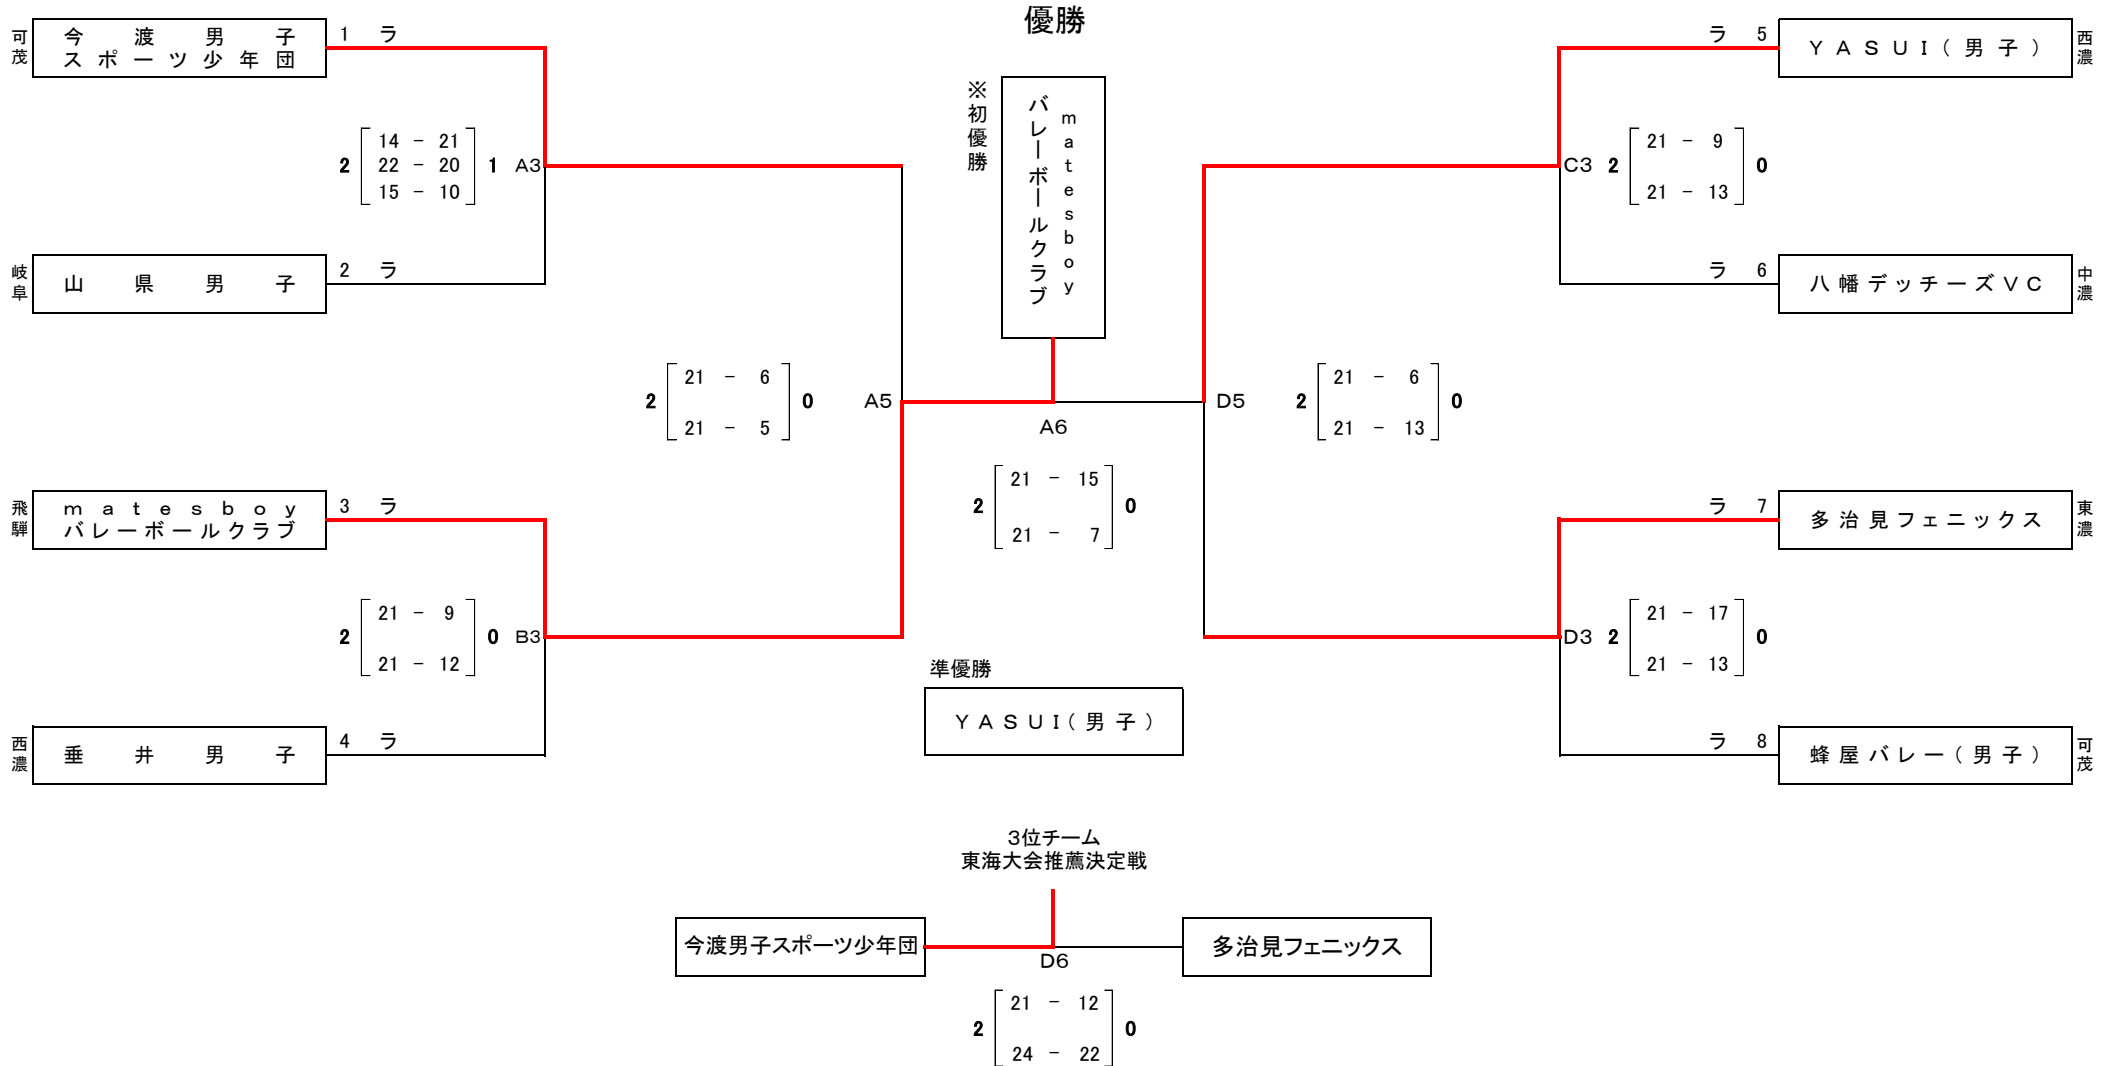 優勝
※初優勝
matesboy
バレーボールクラブ
可茂
今渡男子
スポーツ少年団
1 ラ
2 [ 14 - 21
22 - 20
15 - 10 ] 1 A3
岐阜
山県男子
2 ラ
2 [ 21 - 6
21 - 5 ] 0 A5
飛騨
matesboy
バレーボールクラブ
3 ラ
2 [ 21 - 9
21 - 12 ] 0 B3
西濃
垂井男子
4 ラ
A6
2 [ 21 - 15
21 - 7 ] 0
準優勝
YASUI(男子)
ラ 5
YASUI(男子)
西濃
C3 2 [ 21 - 9
21 - 13 ] 0
ラ 6
八幡デッチーズVC
中濃
D5 2 [ 21 - 6
21 - 13 ] 0
ラ 7
多治見フェニックス
東濃
D3 2 [ 21 - 17
21 - 13 ] 0
ラ 8
蜂屋バレー(男子)
可茂
3位チーム
東海大会推薦決定戦
今渡男子スポーツ少年団
D6
多治見フェニックス
2 [ 21 - 12
24 - 22 ] 0